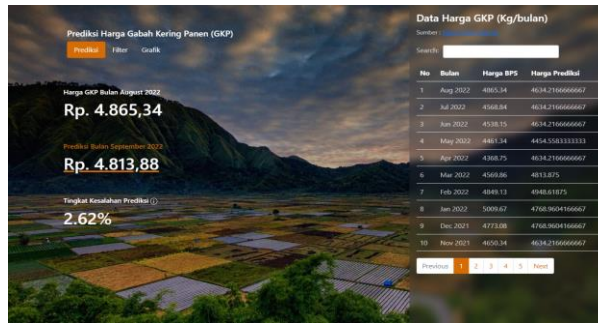 Prediksi Harga Gabah Kering Panen (GKP)
Prediksi Filter Grafik
Harga GKP Bulan August 2022
Rp. 4.865,34
Prediksi Bulan September 2022
Rp. 4.813,88
Tingkat Kesalahan Prediksi
2.62%
Data Harga GKP (Kg/bulan)
Sumber :
Search:
No Bulan Harga BPS Harga Prediksi
1 Aug 2022 4865.34 4634.2166666667
2 Jul 2022 4568.84 4634.2166666667
3 Jun 2022 4538.15 4634.2166666667
4 May 2022 4461.34 4454.5583333333
5 Apr 2022 4368.75 4634.2166666667
6 Mar 2022 4569.86 4813.875
7 Feb 2022 4849.13 4948.61875
8 Jan 2022 5009.67 4768.9604166667
9 Dec 2021 4773.08 4768.9604166667
10 Nov 2021 4650.34 4634.2166666667
Previous 1 2 3 4 5 Next